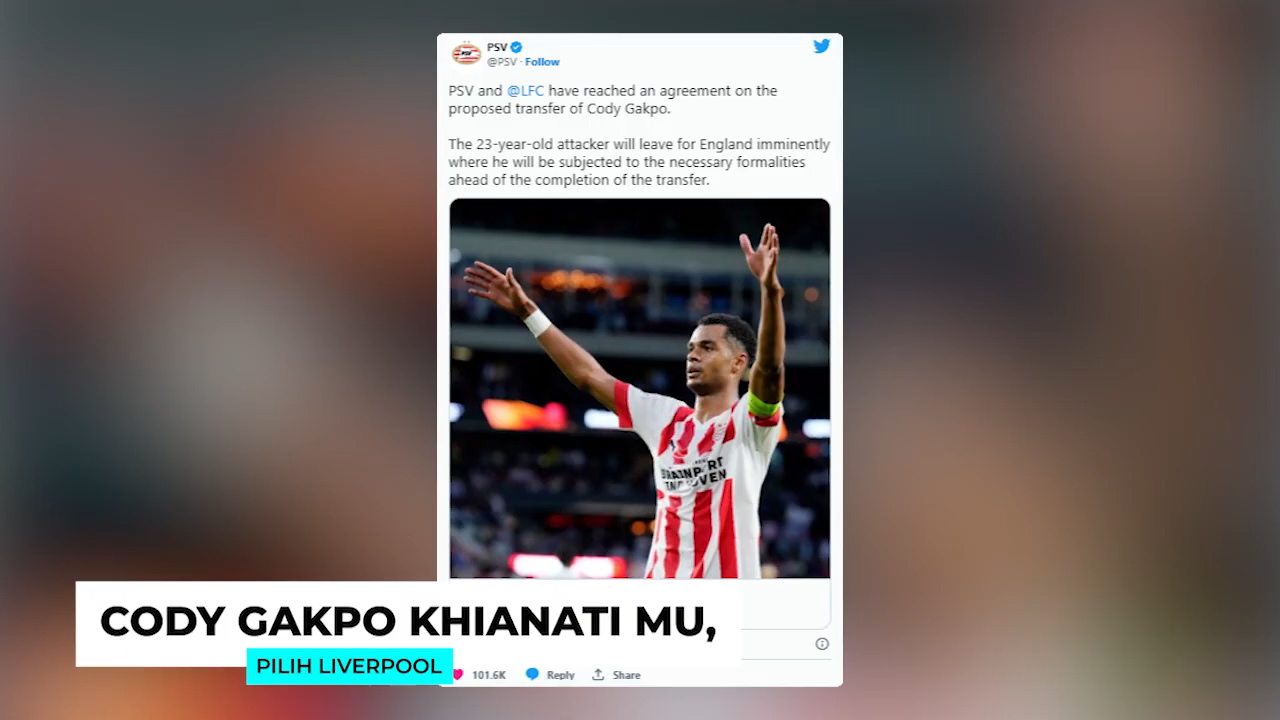 PSV
@PSV · Follow
PSV and @LFC have reached an agreement on the
proposed transfer of Cody Gakpo.
The 23-year-old attacker will leave for England imminently
where he will be subjected to the necessary formalities
ahead of the completion of the transfer.
BRAINPORT
EINDHOVEN
CODY GAKPO KHIANATI MU,
PILIH LIVERPOOL
101.6K Reply Share